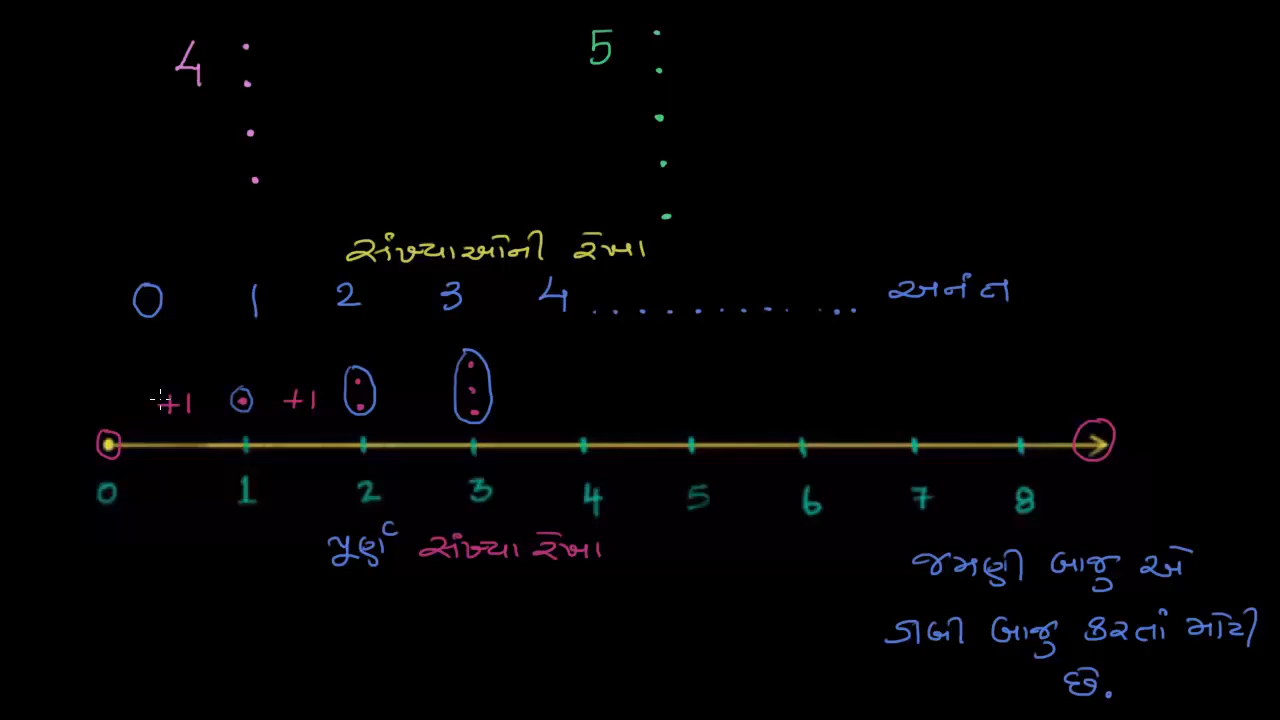 4 5
સંખ્યાઓની રેખા
0 1 2 3 4 .............. અનંત
+1 +1
0 1 2 3 4 5 6 7 8
પૂર્ણ સંખ્યા રેખા
જમણી બાજુ એ
ડાબી બાજુ કરતાં મોટી
છે.